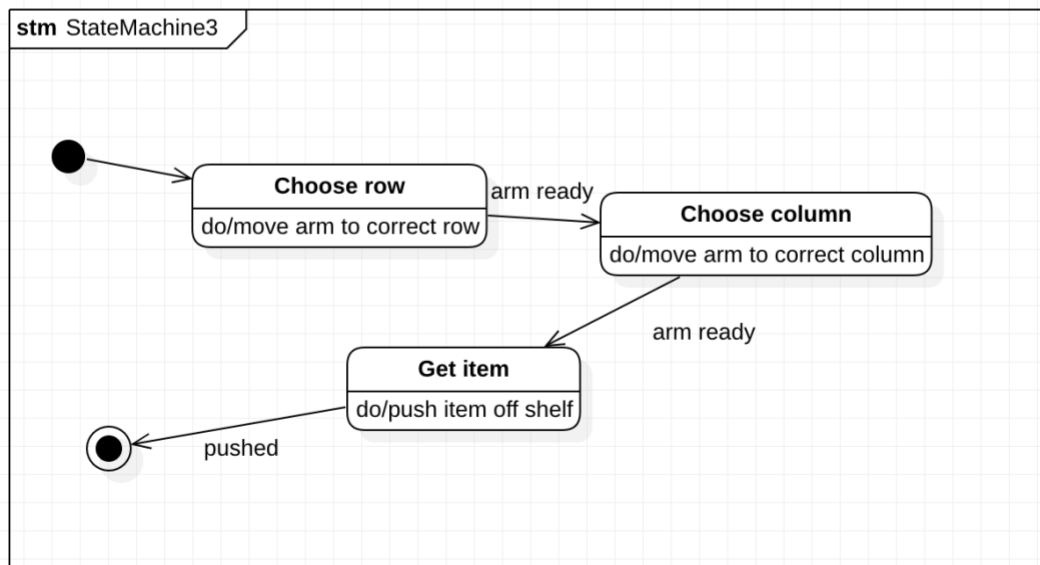 stm StateMachine3
Choose row
do/move arm to correct row
arm ready
Choose column
do/move arm to correct column
arm ready
Get item
do/push item off shelf
pushed